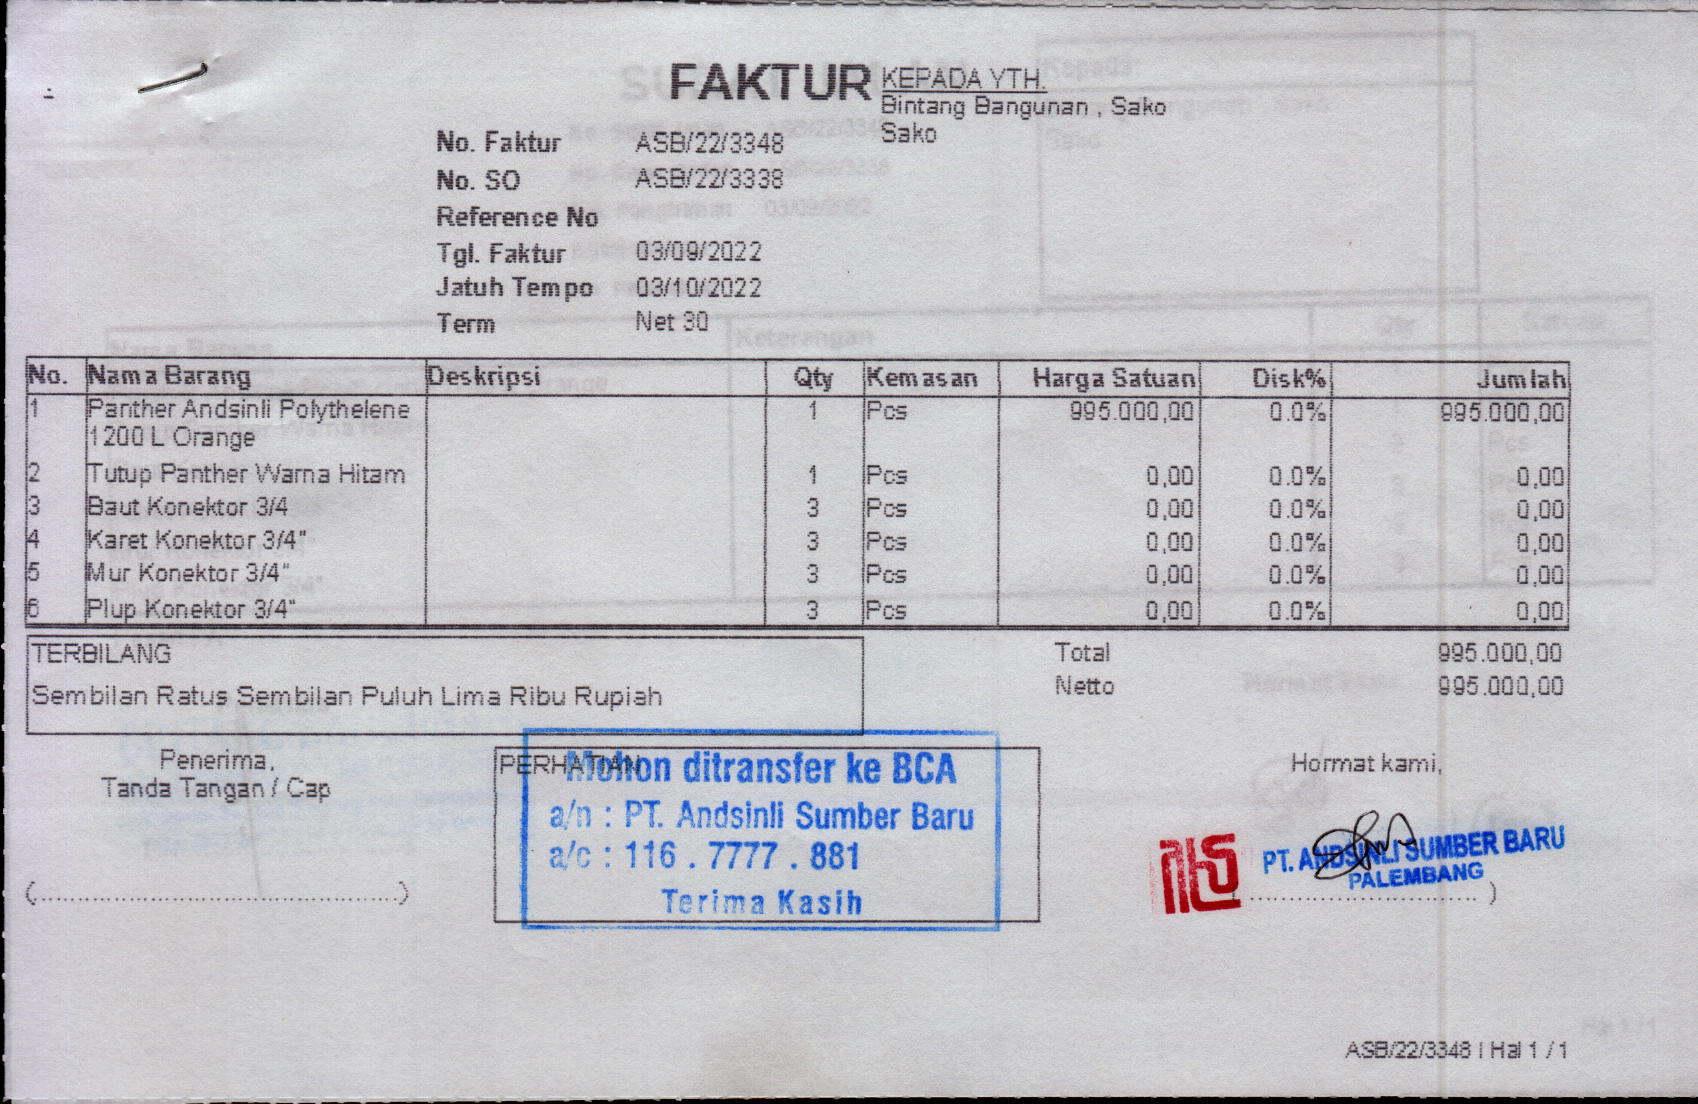 FAKTUR
KEPADA YTH.
Bintang Bangunan , Sako
Sako
No. Faktur ASB/22/3348
No. SO ASB/22/3338
Reference No
Tgl. Faktur 03/09/2022
Jatuh Tempo 03/10/2022
Term Net 30
No. Nama Barang Deskripsi Qty Kemasan Harga Satuan Disk% Jumlah
1 Panther Andsinli Polythelene 1 Pcs 995.000,00 0.0% 995.000,00
1200 L Orange
2 Tutup Panther Warna Hitam 1 Pcs 0,00 0.0% 0,00
3 Baut Konektor 3/4 3 Pcs 0,00 0.0% 0,00
4 Karet Konektor 3/4" 3 Pcs 0,00 0.0% 0,00
5 Mur Konektor 3/4" 3 Pcs 0,00 0.0% 0,00
6 Plup Konektor 3/4" 3 Pcs 0,00 0.0% 0,00
TERBILANG
Sembilan Ratus Sembilan Puluh Lima Ribu Rupiah
Total 995.000,00
Netto 995.000,00
Penerima,
Tanda Tangan / Cap
(............................................)
PERHATIAN
Mohon ditransfer ke BCA
a/n : PT. Andsinli Sumber Baru
a/c : 116 . 7777 . 881
Terima Kasih
Hormat kami,
PT. ANDSINLI SUMBER BARU
PALEMBANG
ASB/22/3348 | Hal 1 / 1